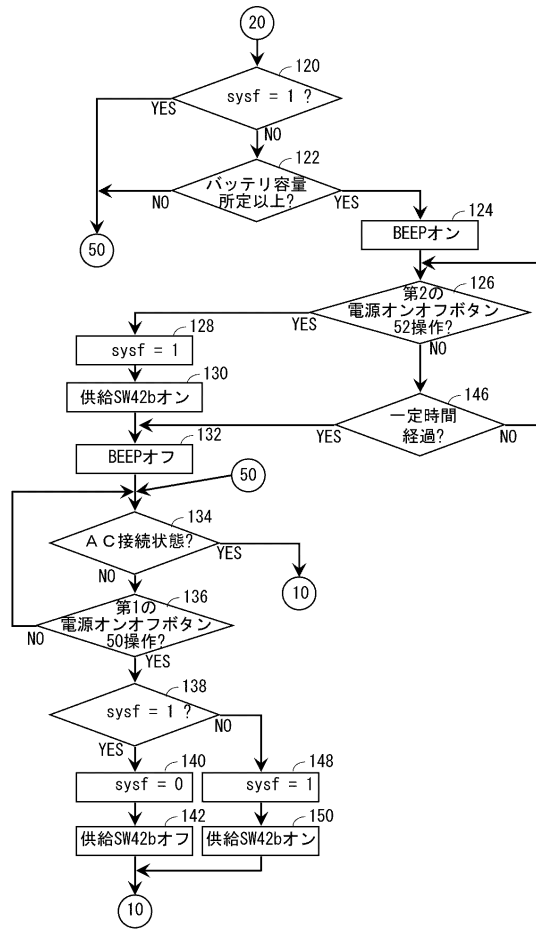 20
120
sysf = 1 ?
YES
NO
122
バッテリ容量
所定以上?
NO
YES
124
BEEPオン
50
126
第2の
電源オンオフボタン
52操作?
YES
NO
128
sysf = 1
130
供給SW42bオン
146
一定時間
経過?
YES
NO
132
BEEPオフ
50
134
AC接続状態?
YES
NO
10
136
第1の
電源オンオフボタン
50操作?
NO
YES
138
sysf = 1 ?
NO
YES
140
sysf = 0
148
sysf = 1
142
供給SW42bオフ
150
供給SW42bオン
10